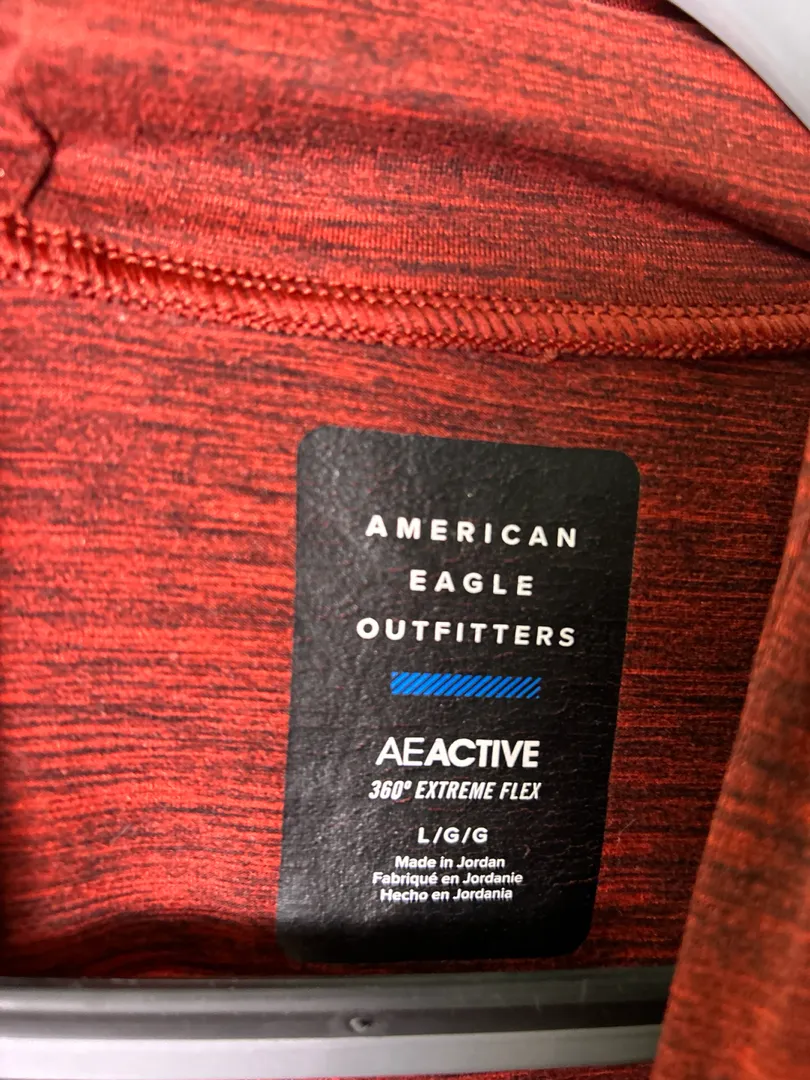 AMERICAN
EAGLE
OUTFITTERS
AEACTIVE
360° EXTREME FLEX
L/G/G
Made in Jordan
Fabriqué en Jordanie
Hecho en Jordania